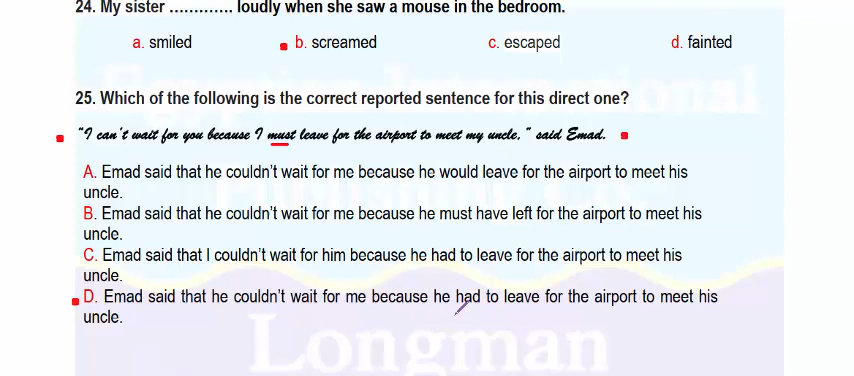 24. My sister ............. loudly when she saw a mouse in the bedroom.
a. smiled b. screamed c. escaped d. fainted
25. Which of the following is the correct reported sentence for this direct one?
"I can't wait for you because I must leave for the airport to meet my uncle," said Emad.
A. Emad said that he couldn't wait for me because he would leave for the airport to meet his
uncle.
B. Emad said that he couldn't wait for me because he must have left for the airport to meet his
uncle.
C. Emad said that I couldn't wait for him because he had to leave for the airport to meet his
uncle.
D. Emad said that he couldn't wait for me because he had to leave for the airport to meet his
uncle.
Longman